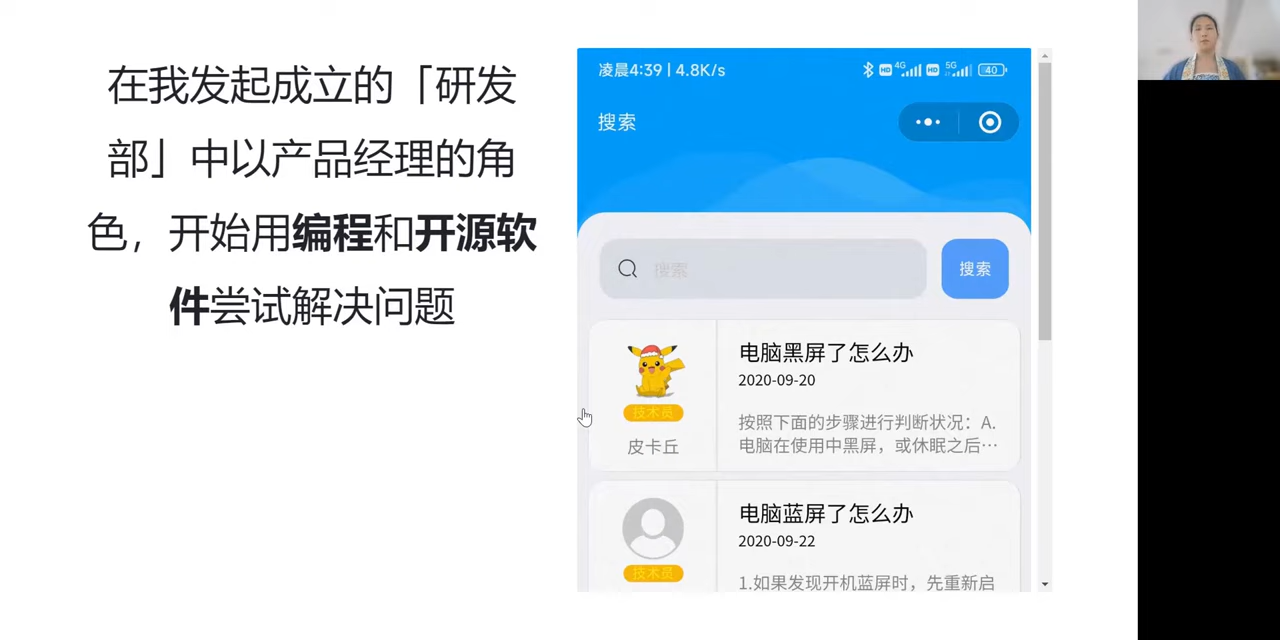 在我发起成立的「研发
部」中以产品经理的角
色，开始用编程和开源软
件尝试解决问题
凌晨4:39 | 4.8K/s
HD 4G HD 5G 40
搜索
搜索
搜索
电脑黑屏了怎么办
2020-09-20
技术员
皮卡丘
按照下面的步骤进行判断状况：A.
电脑在使用中黑屏，或休眠之后…
电脑蓝屏了怎么办
2020-09-22
技术员
1.如果发现开机蓝屏时，先重新启